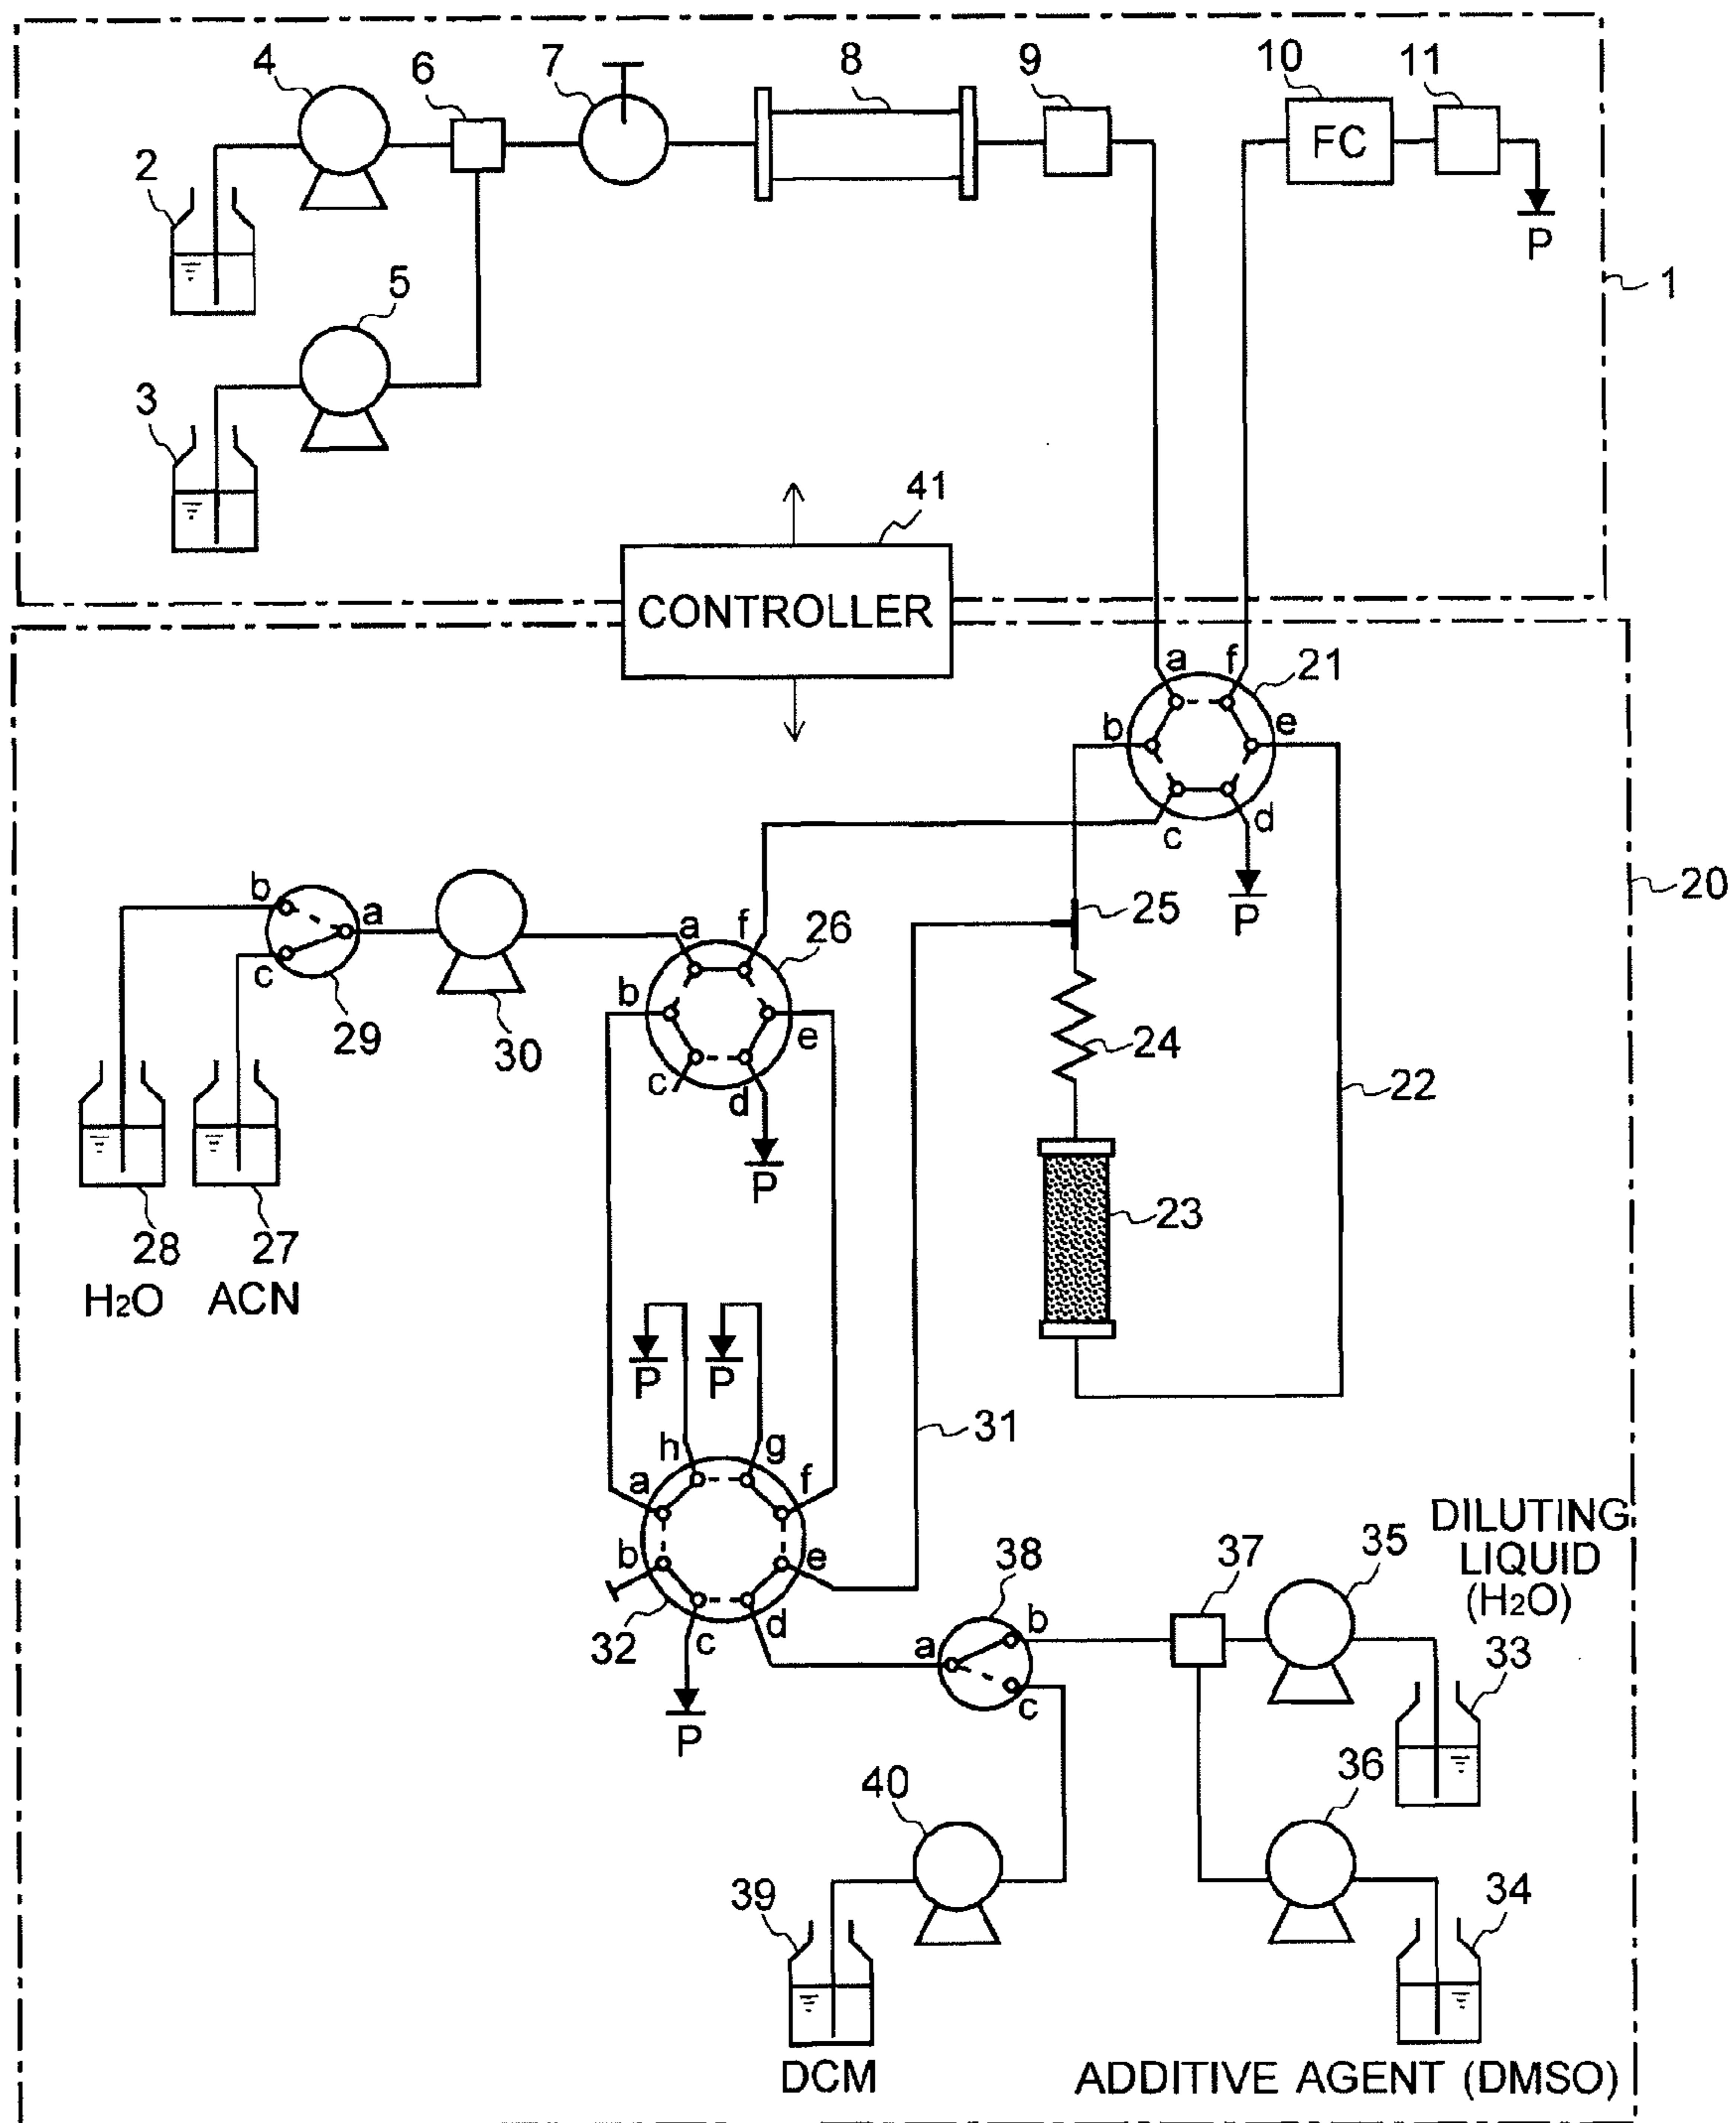 4
6
7
8
9
10
11
FC
2
P
5
1
3
41
CONTROLLER
a
f
21
b
e
c
d
20
P
25
b
a
c
29
30
a
f
26
b
e
c
d
24
22
P
23
28
27
H2O
ACN
P
P
31
h
g
a
f
b
e
32
c
d
P
38
a
b
c
37
35
DILUTING
LIQUID
(H2O)
33
36
40
39
34
DCM
ADDITIVE AGENT (DMSO)